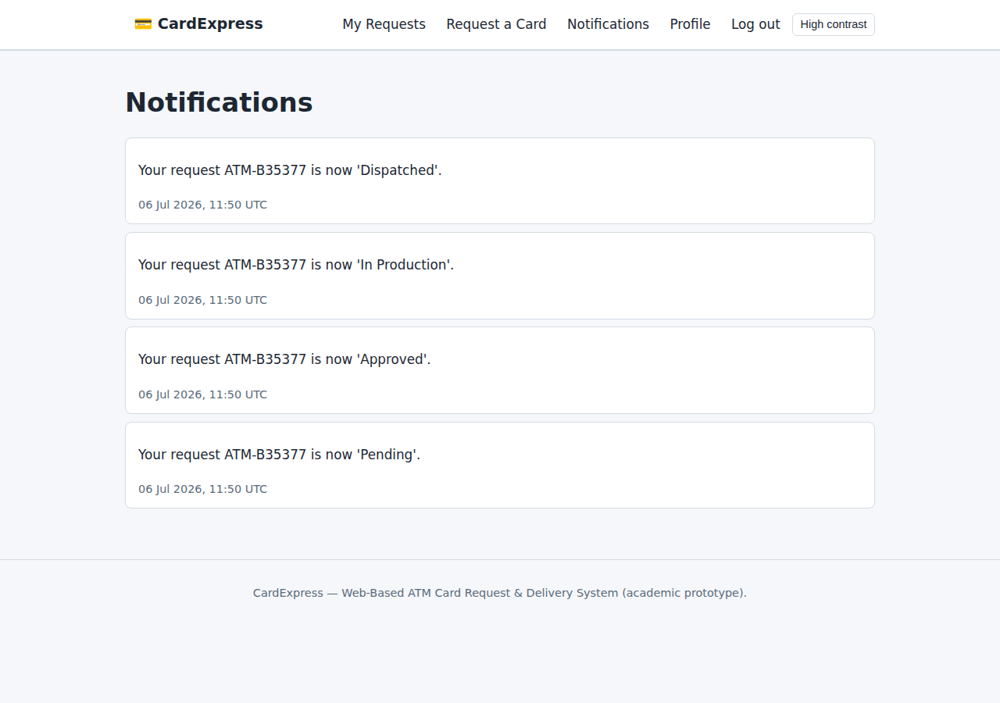 CardExpress
My Requests
Request a Card
Notifications
Profile
Log out
High contrast
Notifications
Your request ATM-B35377 is now 'Dispatched'.
06 Jul 2026, 11:50 UTC
Your request ATM-B35377 is now 'In Production'.
06 Jul 2026, 11:50 UTC
Your request ATM-B35377 is now 'Approved'.
06 Jul 2026, 11:50 UTC
Your request ATM-B35377 is now 'Pending'.
06 Jul 2026, 11:50 UTC
CardExpress — Web-Based ATM Card Request & Delivery System (academic prototype).